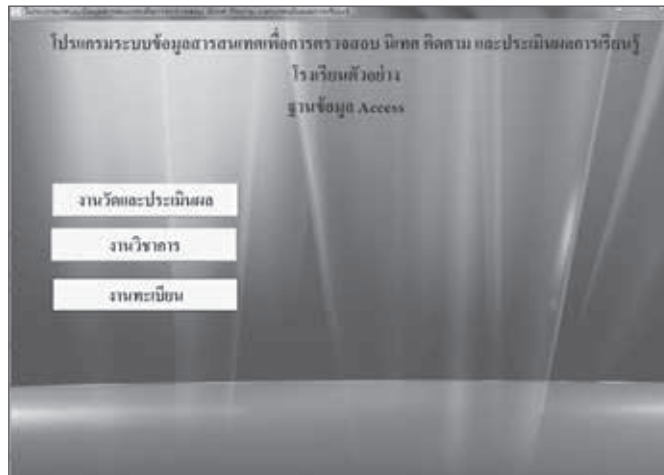 โปรแกรมระบบข้อมูลสารสนเทศเพื่อการตรวจสอบ นิเทศ ติดตาม และประเมินผลการเรียนรู้
โรงเรียนตัวอย่าง
ฐานข้อมูล Access
งานวัดและประเมินผล
งานวิชาการ
งานทะเบียน